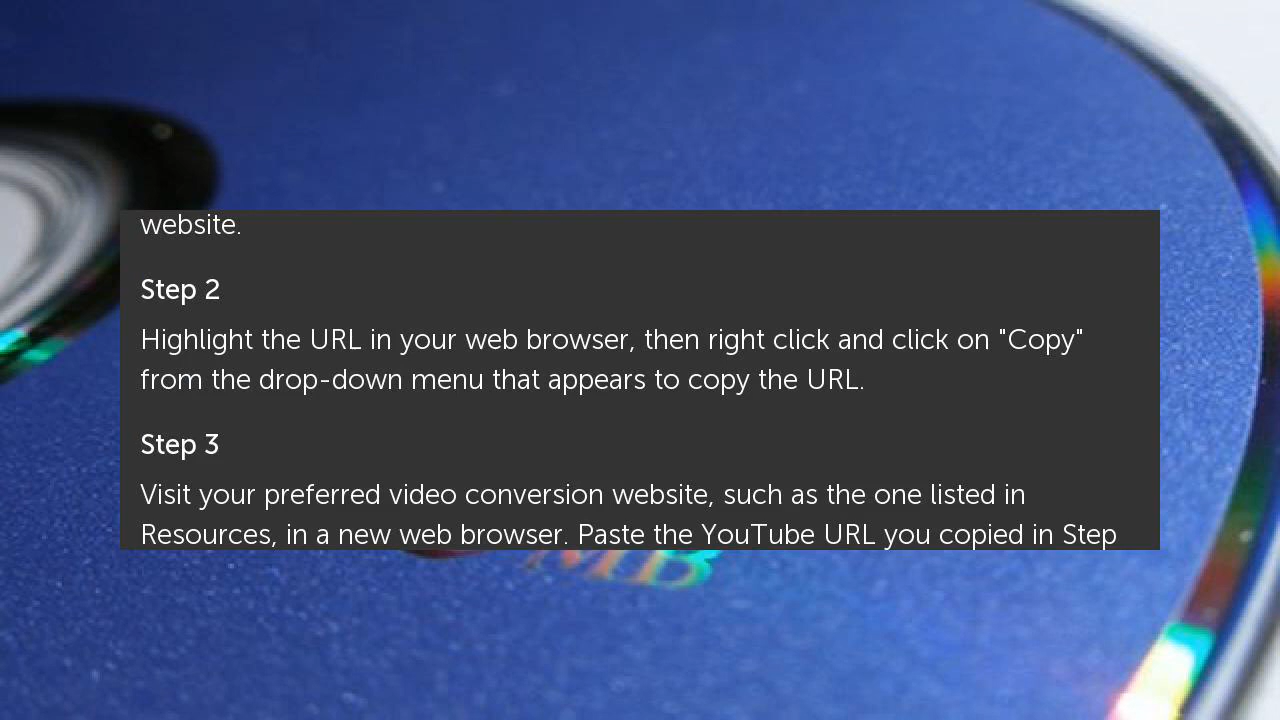 website.
Step 2
Highlight the URL in your web browser, then right click and click on "Copy"
from the drop-down menu that appears to copy the URL.
Step 3
Visit your preferred video conversion website, such as the one listed in
Resources, in a new web browser. Paste the YouTube URL you copied in Step
MB